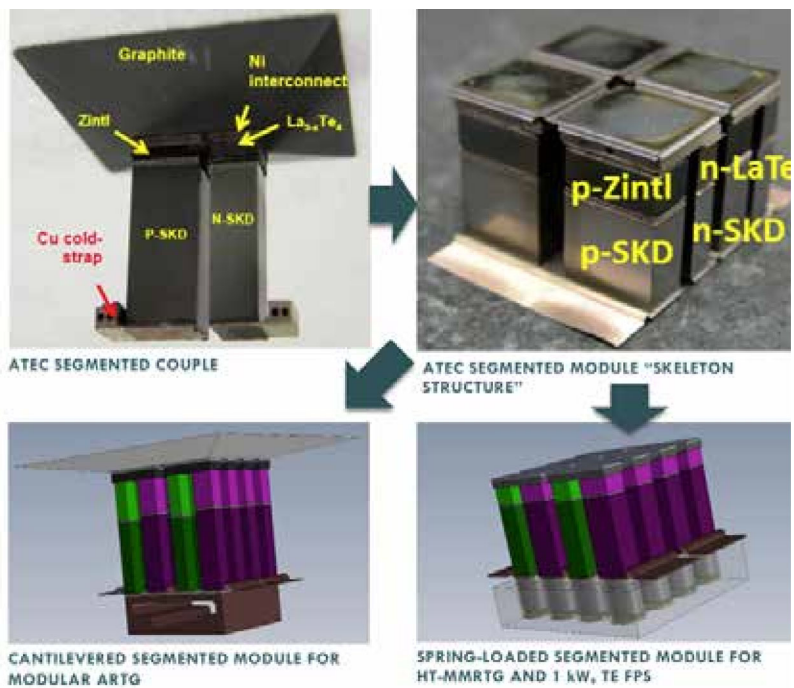 Graphite
Ni
interconnect
Zintl
La₃₋ₓTe₄
P-SKD
N-SKD
Cu cold-
strap
p-Zintl
n-LaTe
p-SKD
n-SKD
ATEC SEGMENTED COUPLE
ATEC SEGMENTED MODULE “SKELETON
STRUCTURE”
CANTILEVERED SEGMENTED MODULE FOR
MODULAR ARTG
SPRING-LOADED SEGMENTED MODULE FOR
HT-MMRTG AND 1 kW, TE FPS